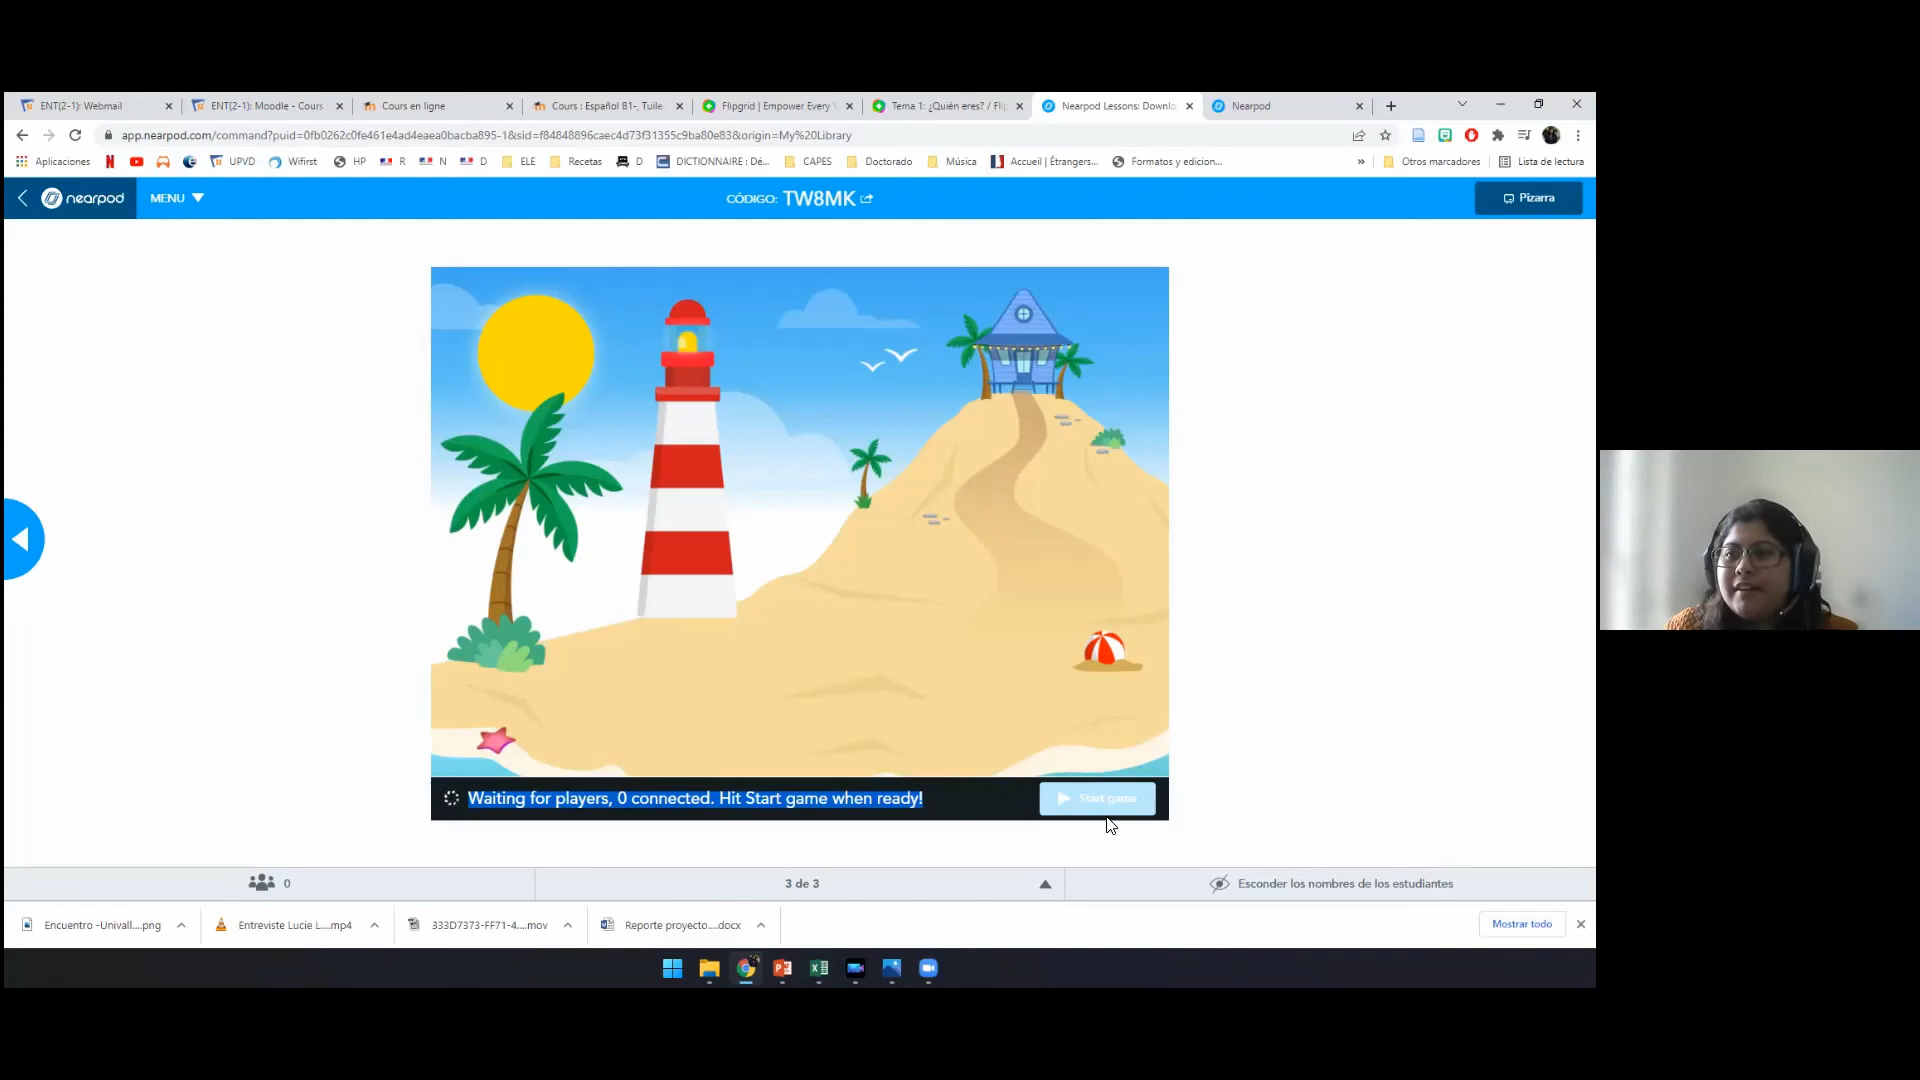 ENT(2-1): Webmail
ENT(2-1): Moodle - Cours
Cours en ligne
Cours : Español B1-, Tuile
Flipgrid | Empower Every
Tema 1: ¿Quién eres? / Fli
Nearpod Lessons: Downlo
Nearpod
app.nearpod.com/command?puid=0fb0262c0fe461e4ad4eaea0bacba895-1&sid=f84848896caec4d73f31355c9ba80e83&origin=My%20Library
Aplicaciones
UPVD
Wifirst
HP
R
N
D
ELE
Recetas
D
DICTIONNAIRE : Dé...
CAPES
Doctorado
Música
Accueil | Étrangers...
Formatos y edicion...
»
Otros marcadores
Lista de lectura
nearpod
MENU
CÓDIGO: TW8MK
Pizarra
Waiting for players, 0 connected. Hit Start game when ready!
Start game
0
3 de 3
Esconder los nombres de los estudiantes
Encuentro -Univall....png
Entreviste Lucie L....mp4
333D7373-FF71-4....mov
Reporte proyecto....docx
Mostrar todo